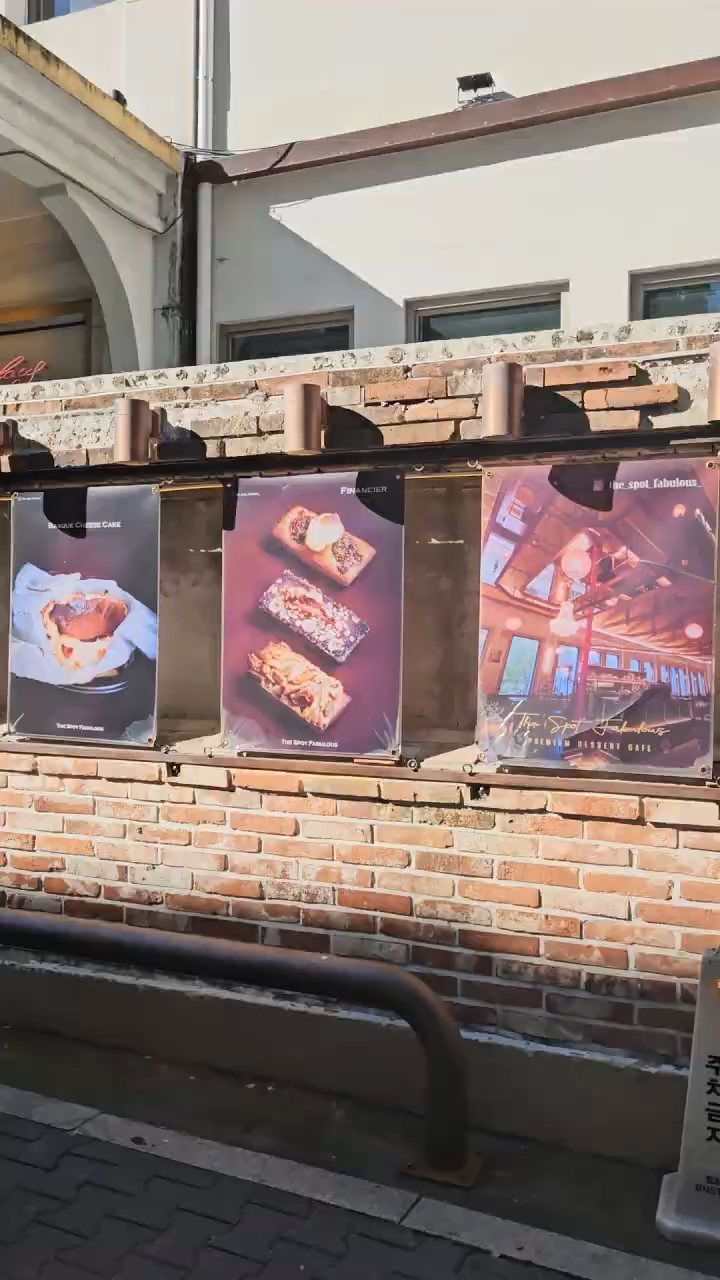 BASQUE CHEESE CAKE
THE SPOT FABULOUS
FINANCIER
THE SPOT FABULOUS
the_spot_fabulous_
The Spot Fabulous
PREMIUM DESSERT CAFE
주차금지